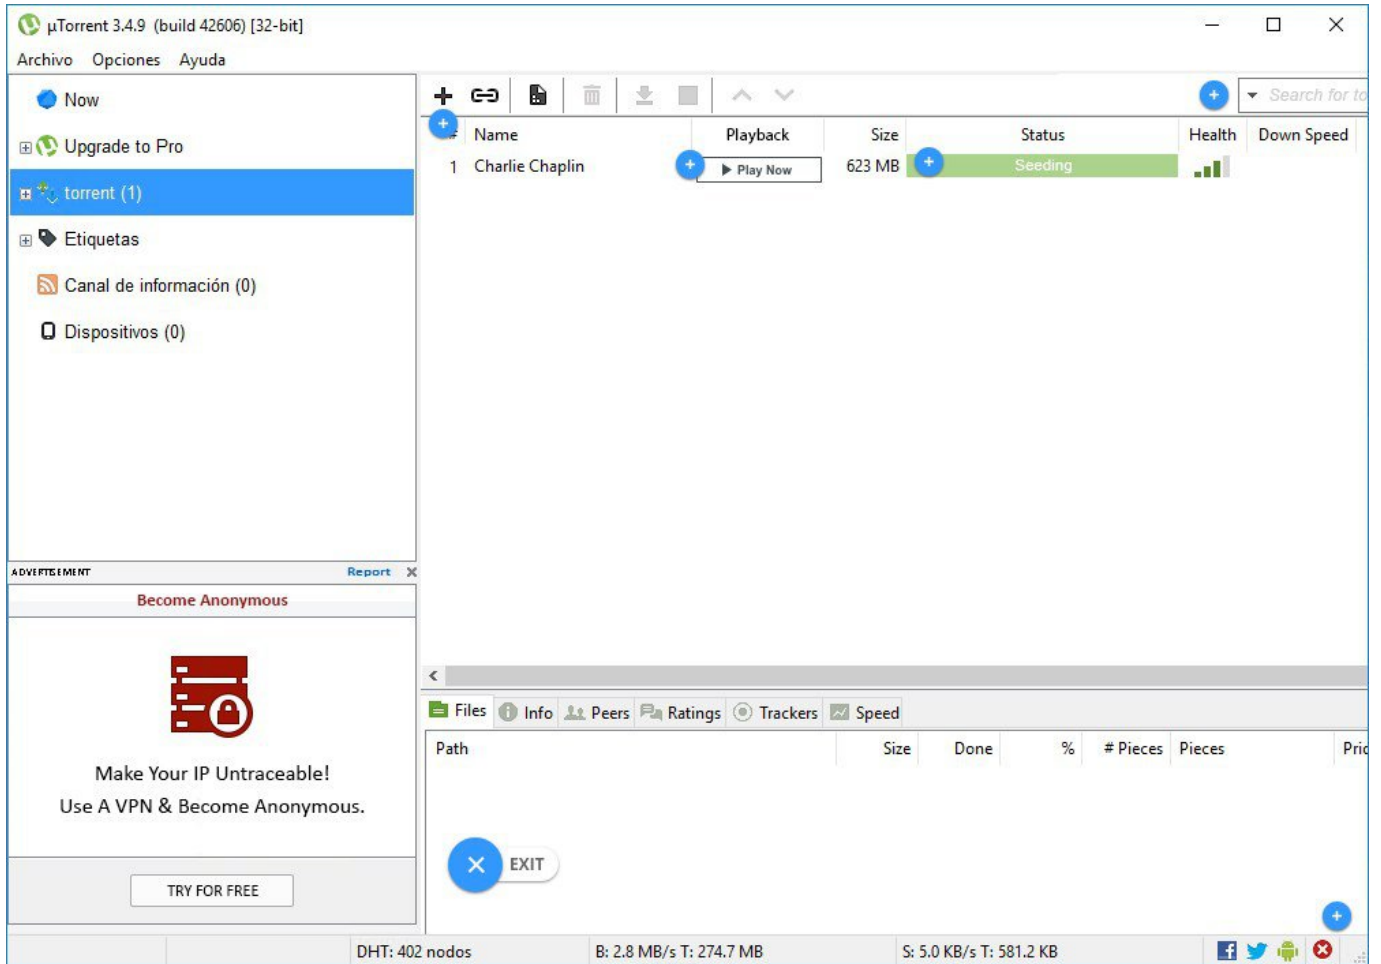 µTorrent 3.4.9 (build 42606) [32-bit]
Archivo Opciones Ayuda
Now
Upgrade to Pro
torrent (1)
Etiquetas
Canal de información (0)
Dispositivos (0)
ADVERTISEMENT Report
Become Anonymous
Make Your IP Untraceable!
Use A VPN & Become Anonymous.
TRY FOR FREE
Search for to
# Name Playback Size Status Health Down Speed
1 Charlie Chaplin Play Now 623 MB Seeding
Files Info Peers Ratings Trackers Speed
Path Size Done % # Pieces Pieces Pric
EXIT
DHT: 402 nodos B: 2.8 MB/s T: 274.7 MB S: 5.0 KB/s T: 581.2 KB